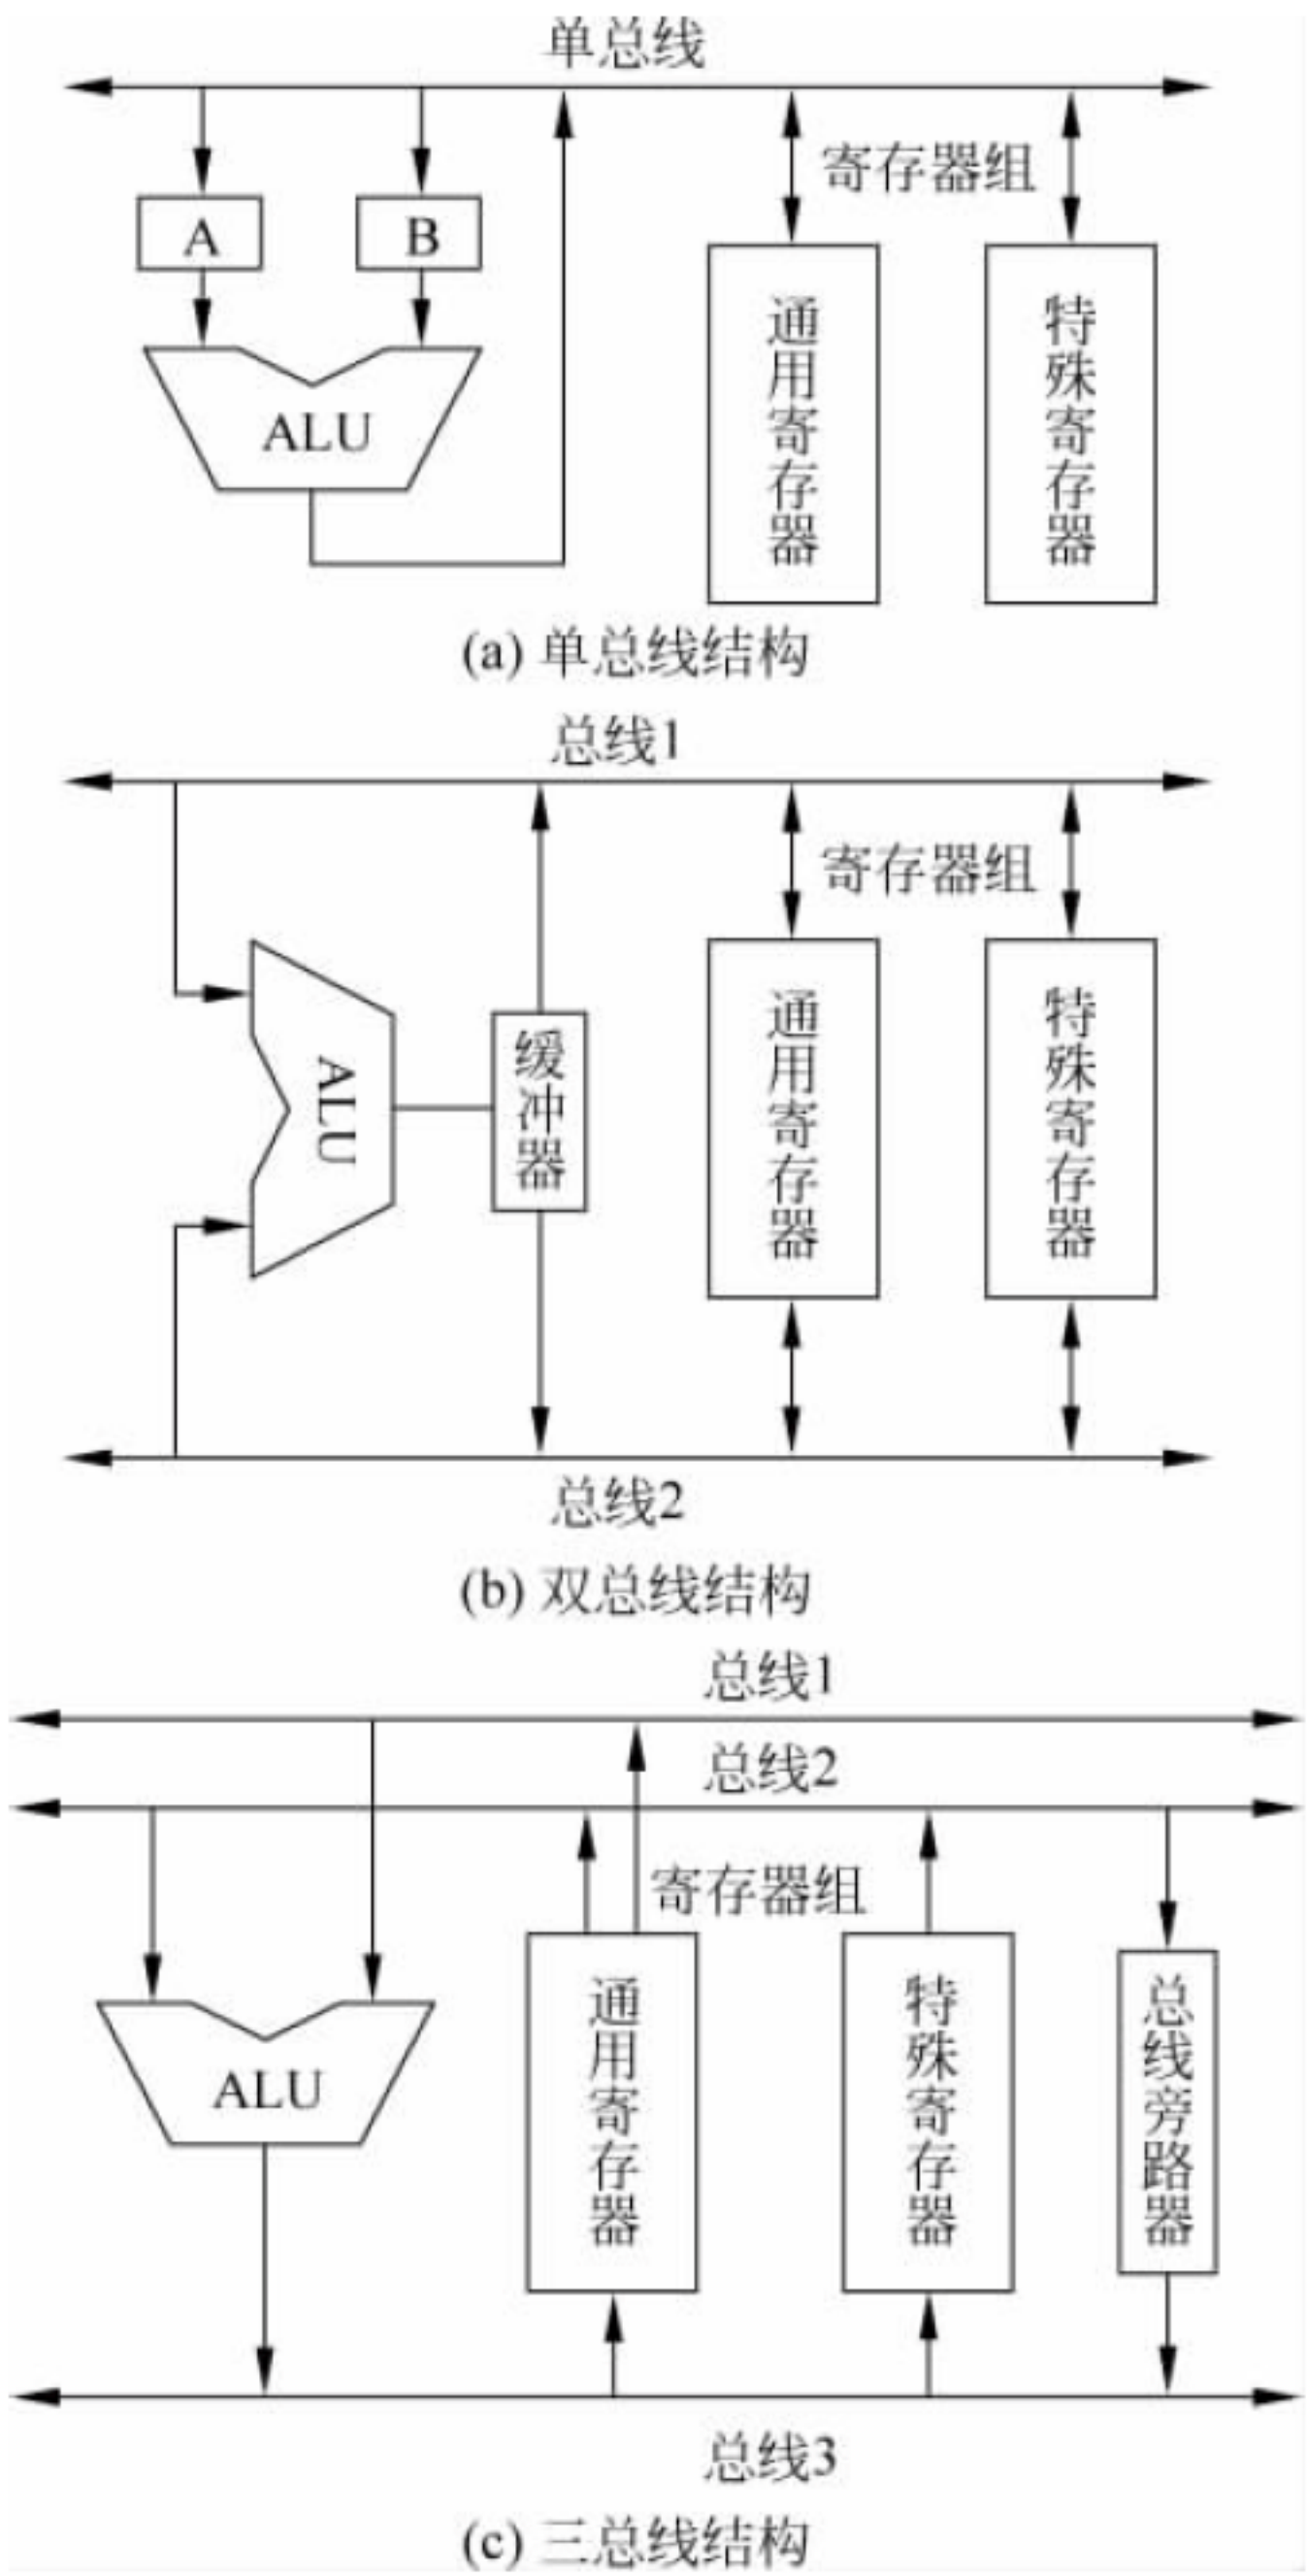 单总线
寄存器组
A
B
ALU
通用寄存器
特殊寄存器
(a) 单总线结构
总线1
寄存器组
ALU
缓冲器
通用寄存器
特殊寄存器
总线2
(b) 双总线结构
总线1
总线2
寄存器组
ALU
通用寄存器
特殊寄存器
总线旁路器
总线3
(c) 三总线结构